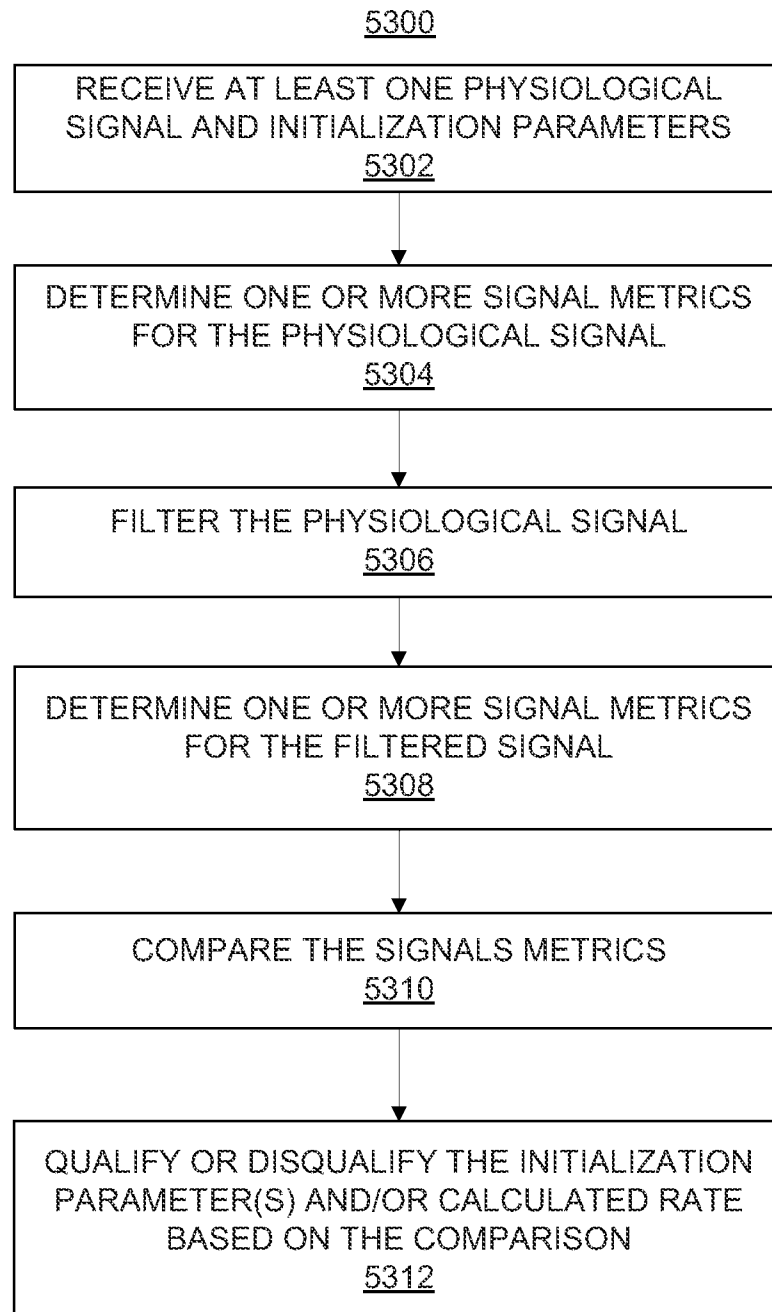 5300
RECEIVE AT LEAST ONE PHYSIOLOGICAL
SIGNAL AND INITIALIZATION PARAMETERS
5302
DETERMINE ONE OR MORE SIGNAL METRICS
FOR THE PHYSIOLOGICAL SIGNAL
5304
FILTER THE PHYSIOLOGICAL SIGNAL
5306
DETERMINE ONE OR MORE SIGNAL METRICS
FOR THE FILTERED SIGNAL
5308
COMPARE THE SIGNALS METRICS
5310
QUALIFY OR DISQUALIFY THE INITIALIZATION
PARAMETER(S) AND/OR CALCULATED RATE
BASED ON THE COMPARISON
5312